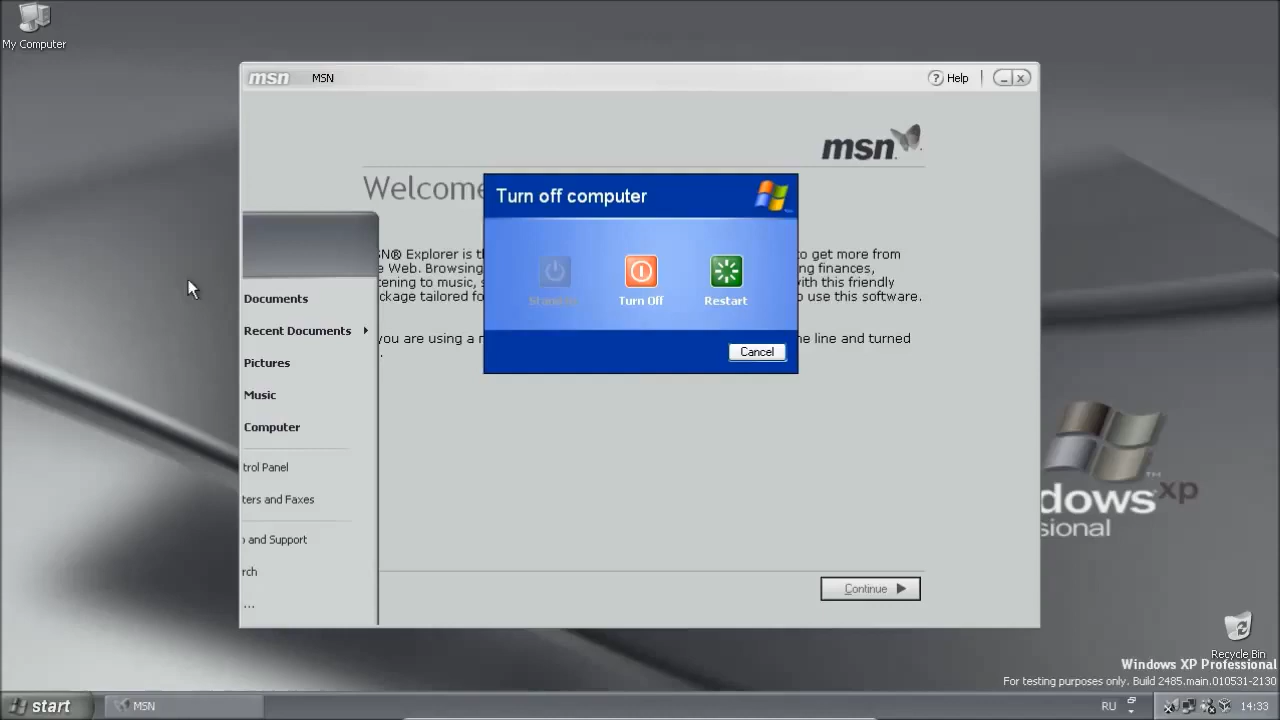 My Computer
msn MSN
Help
msn
Welcome
Turn off computer
SN® Explorer is th
to get more from
e Web. Browsing
ng finances,
tening to music, s
with this friendly
ckage tailored fo
o use this software.
Turn Off
Restart
you are using a m
he line and turned
Cancel
Documents
Recent Documents
Pictures
Music
Computer
trol Panel
ters and Faxes
and Support
rch
...
Continue
ndows xp
sional
Recycle Bin
Windows XP Professional
For testing purposes only. Build 2485.main.010531-2130
start
MSN
RU
14:33